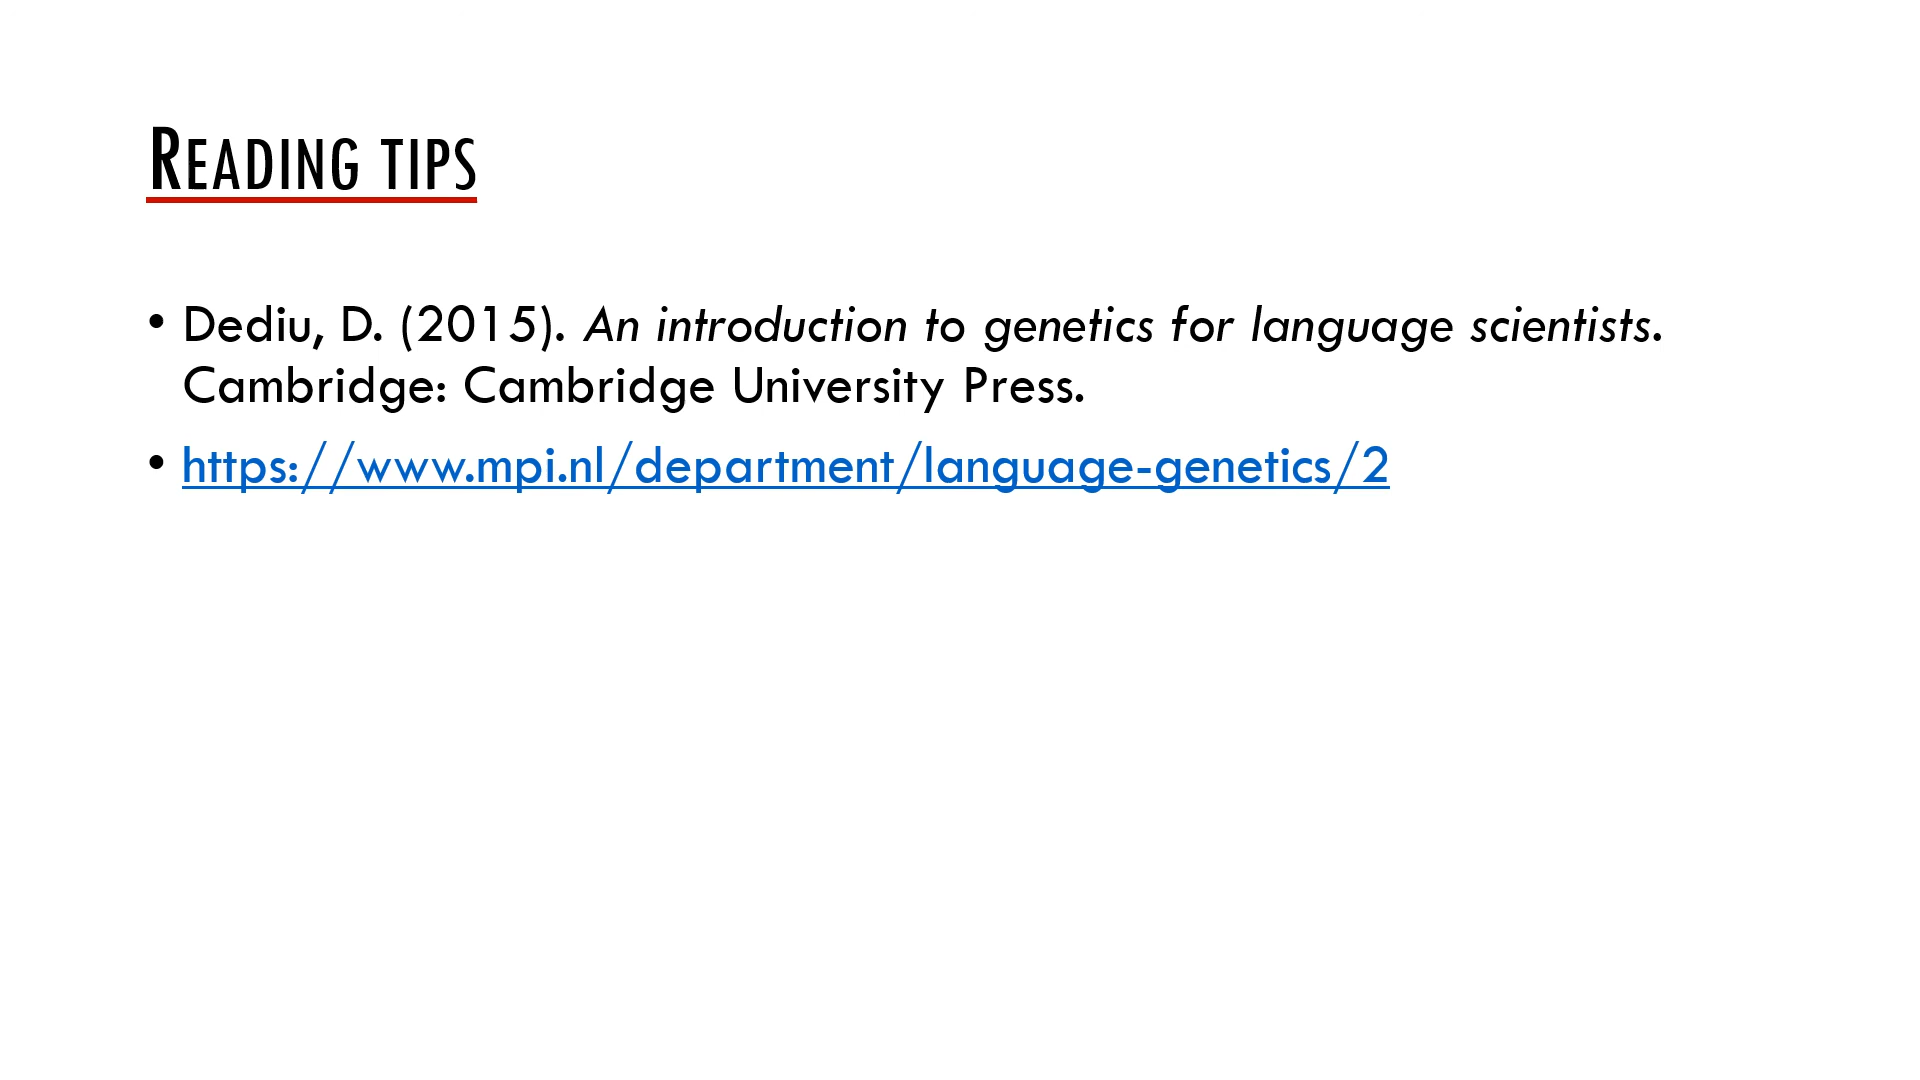 Reading tips
• Dediu, D. (2015). An introduction to genetics for language scientists.
Cambridge: Cambridge University Press.
• https://www.mpi.nl/department/language-genetics/2